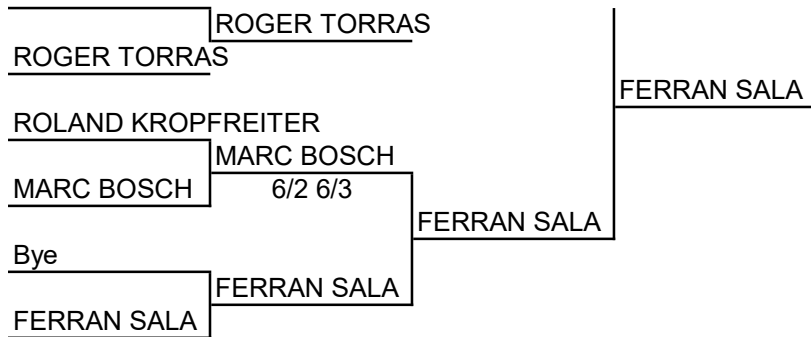 ROGER TORRAS
ROGER TORRAS
FERRAN SALA
ROLAND KROPFREITER
MARC BOSCH
MARC BOSCH
6/2 6/3
FERRAN SALA
Bye
FERRAN SALA
FERRAN SALA